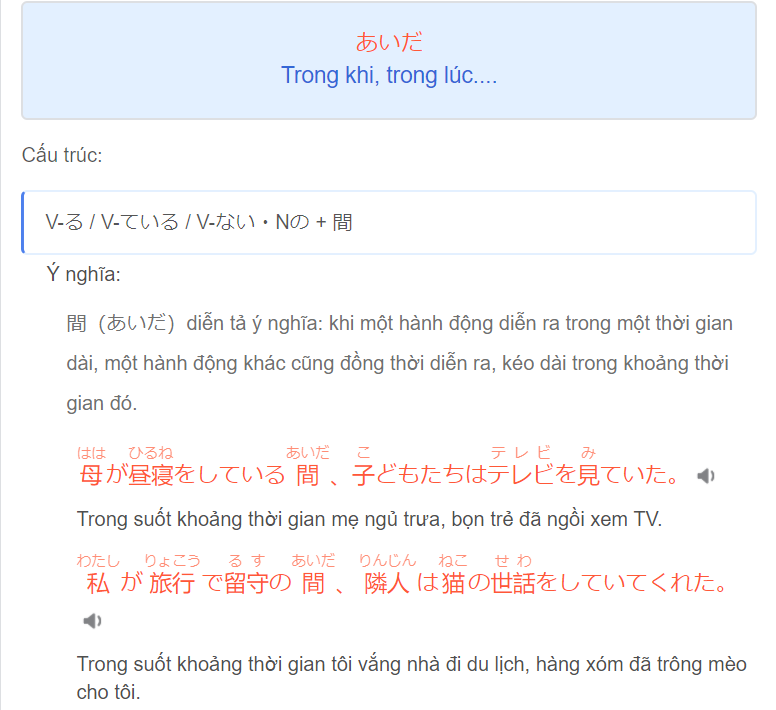 あいだ
Trong khi, trong lúc....
Cấu trúc:
V-る / V-ている / V-ない・Nの + 間
Ý nghĩa:
間（あいだ）diễn tả ý nghĩa: khi một hành động diễn ra trong một thời gian
dài, một hành động khác cũng đồng thời diễn ra, kéo dài trong khoảng thời
gian đó.
はは ひるね あいだ こ テレビ み
母が昼寝をしている間、子どもたちはテレビを見ていた。
Trong suốt khoảng thời gian mẹ ngủ trưa, bọn trẻ đã ngồi xem TV.
わたし りょこう るす あいだ りんじん ねこ せわ
私が旅行で留守の間、隣人は猫の世話をしていてくれた。
Trong suốt khoảng thời gian tôi vắng nhà đi du lịch, hàng xóm đã trông mèo
cho tôi.